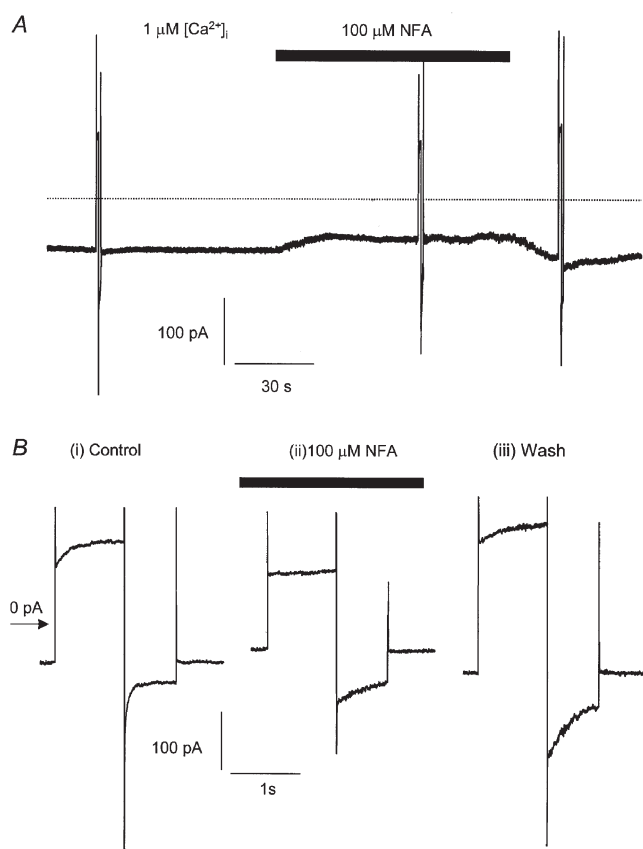 A
1 μM [Ca²⁺]ᵢ
100 μM NFA
100 pA
30 s
B
(i) Control
(ii)100 μM NFA
(iii) Wash
0 pA
100 pA
1s